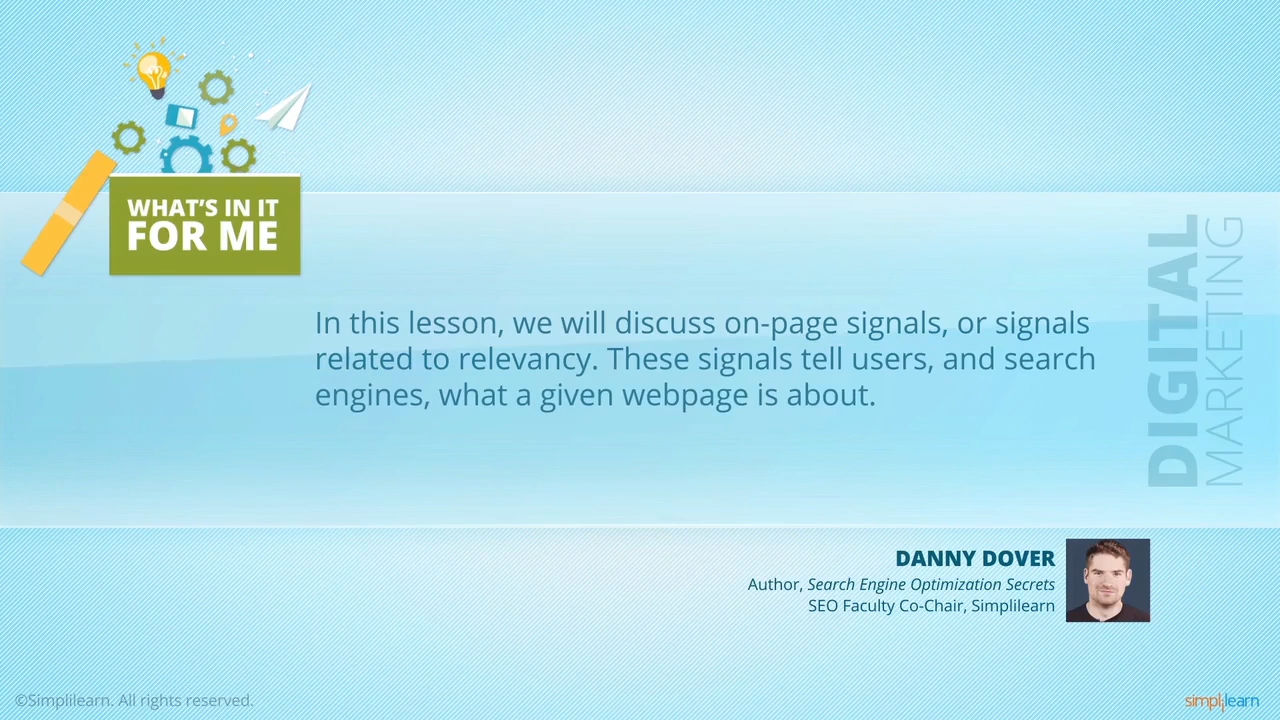 WHAT'S IN IT
FOR ME
In this lesson, we will discuss on-page signals, or signals
related to relevancy. These signals tell users, and search
engines, what a given webpage is about.
DIGITAL
MARKETING
DANNY DOVER
Author, Search Engine Optimization Secrets
SEO Faculty Co-Chair, Simplilearn
©Simplilearn. All rights reserved.
simplilearn